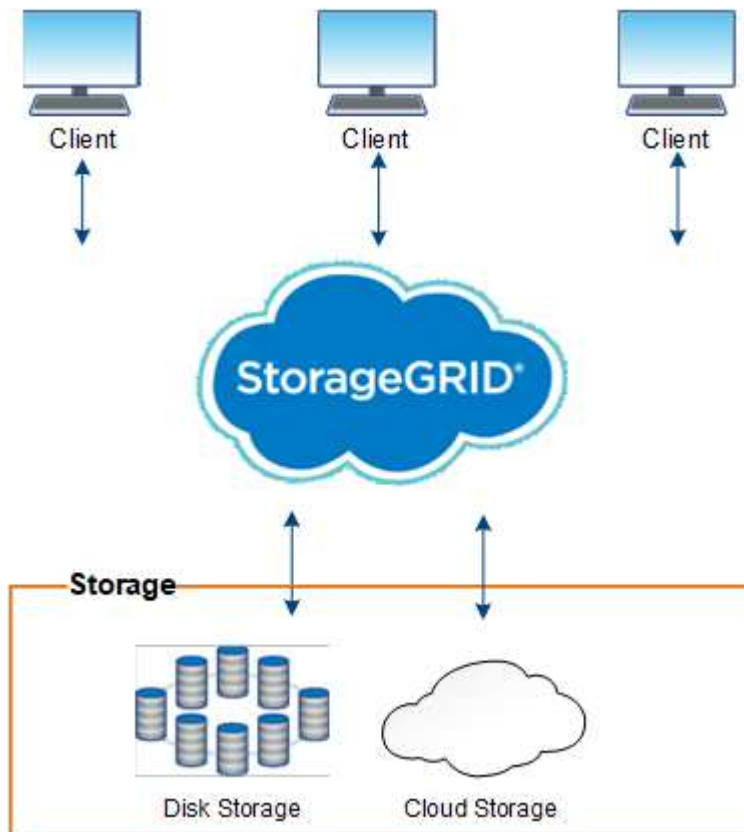 Client
Client
Client
StorageGRID®
Storage
Disk Storage
Cloud Storage